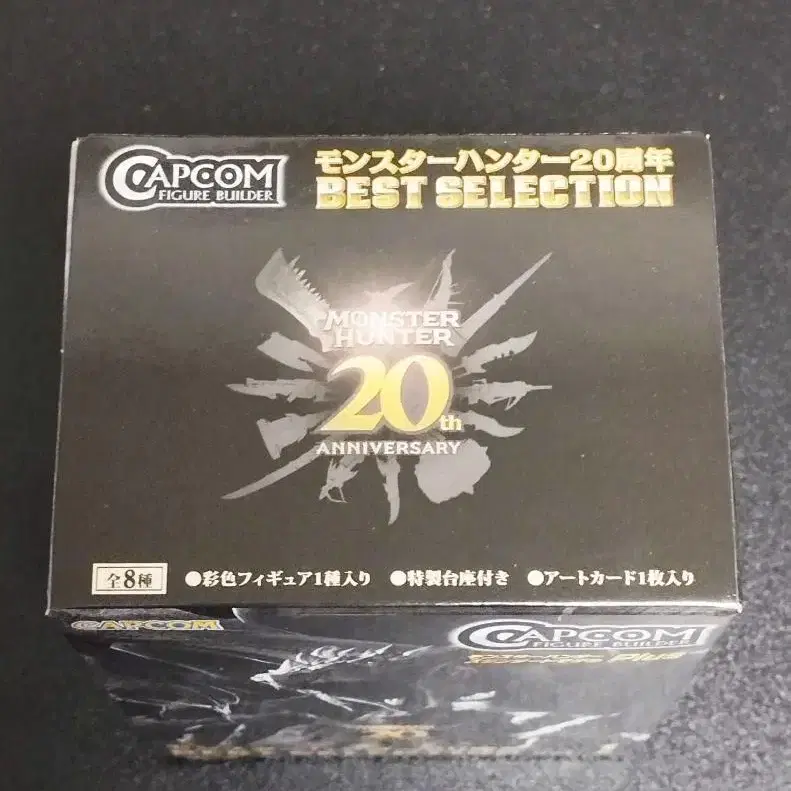 CAPCOM
FIGURE BUILDER
モンスターハンター20周年
BEST SELECTION
MONSTER
HUNTER
20th
ANNIVERSARY
全8種
●彩色フィギュア1種入り ●特製台座付き ●アートカード1枚入り
CAPCOM
CAPCOM
FIGURE BUILDER
Plus